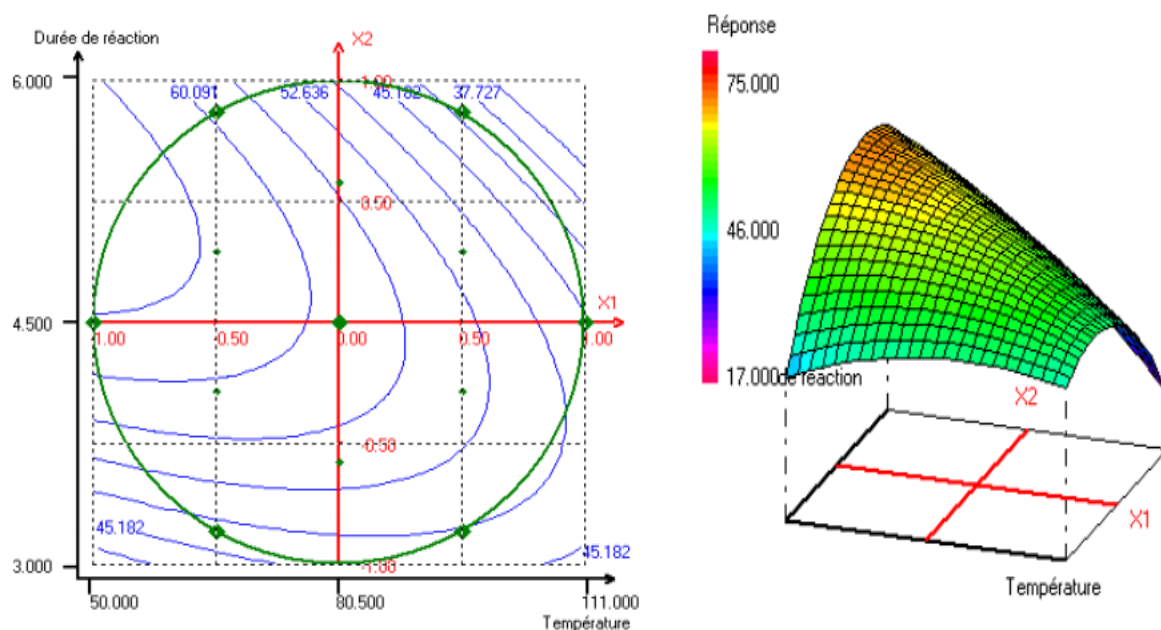 Durée de réaction
X2
6.000
1.00
60.091
52.636
45.182
37.727
0.50
X1
4.500
1.00
0.50
0.00
0.50
1.00
-0.50
45.182
45.182
3.000
-1.00
50.000
80.500
111.000
Température
Réponse
75.000
46.000
17.000
de réaction
X2
X1
Température